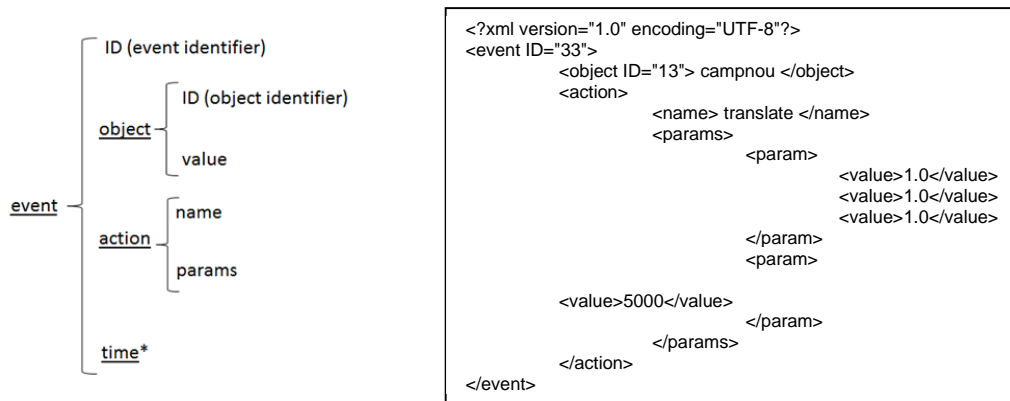 ID (event identifier)
ID (object identifier)
object
value
event
name
action
params
time*
<?xml version="1.0" encoding="UTF-8"?>
<event ID="33">
<object ID="13"> campnou </object>
<action>
<name> translate </name>
<params>
<param>
<value>1.0</value>
<value>1.0</value>
<value>1.0</value>
</param>
<param>
<value>5000</value>
</param>
</params>
</action>
</event>